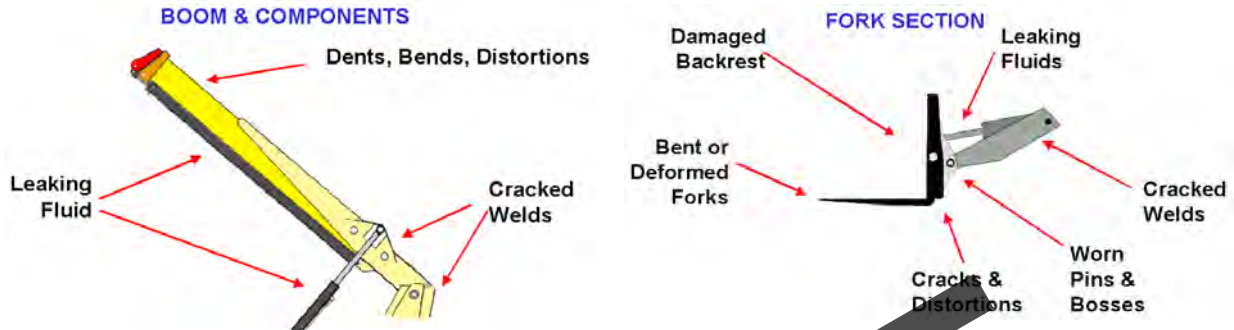 BOOM & COMPONENTS
Dents, Bends, Distortions
Leaking
Fluid
Cracked
Welds
FORK SECTION
Damaged
Backrest
Leaking
Fluids
Bent or
Deformed
Forks
Cracked
Welds
Worn
Pins &
Bosses
Cracks &
Distortions